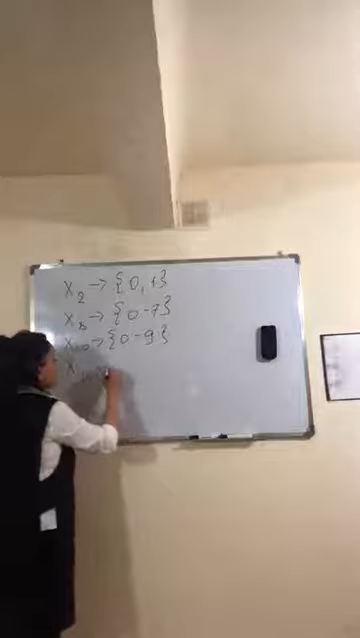 X₂ → {0,1}
X₈ → {0-7}
X₁₀ → {0-9}
X